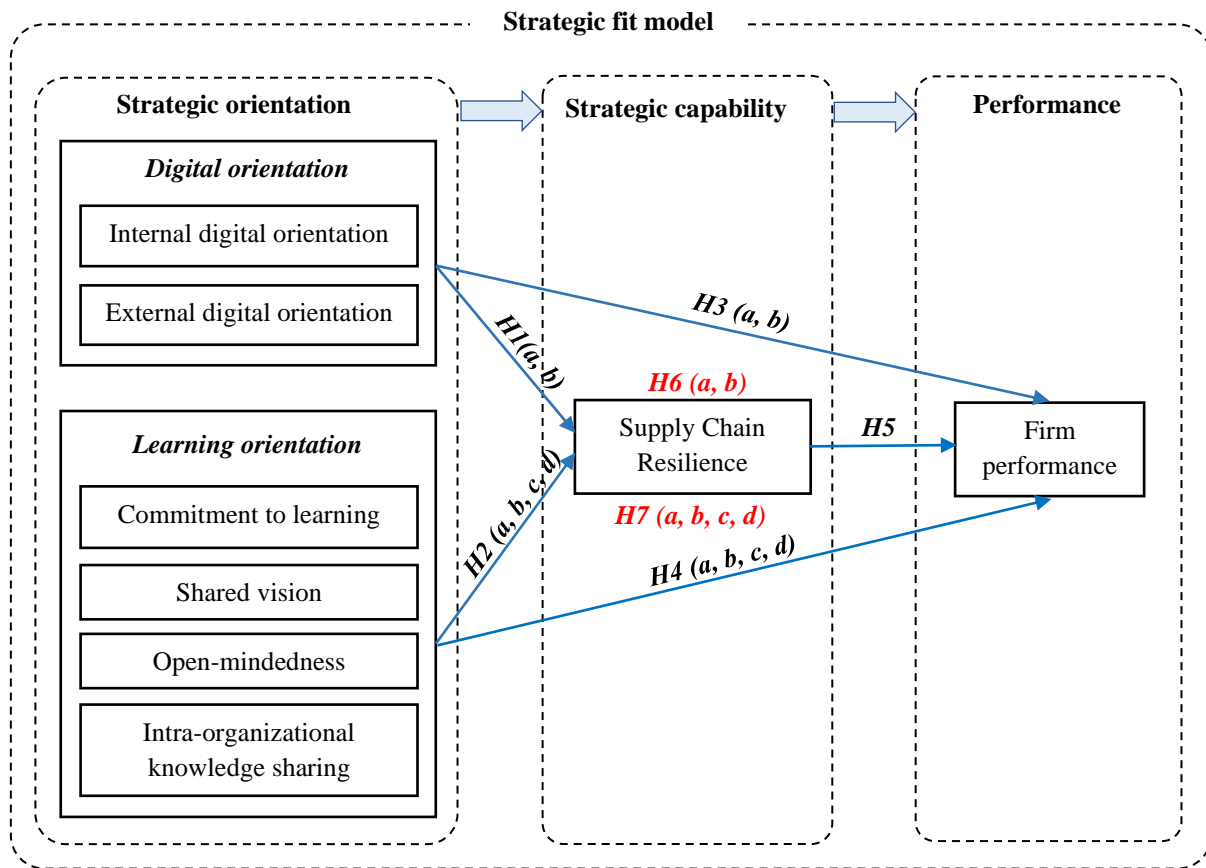 Strategic fit model
Strategic orientation
Strategic capability
Performance
Digital orientation
Internal digital orientation
External digital orientation
H1(a, b)
H3 (a, b)
H6 (a, b)
Supply Chain
Resilience
H5
Firm
performance
H7 (a, b, c, d)
Learning orientation
Commitment to learning
Shared vision
Open-mindedness
Intra-organizational
knowledge sharing
H2 (a, b, c, d)
H4 (a, b, c, d)